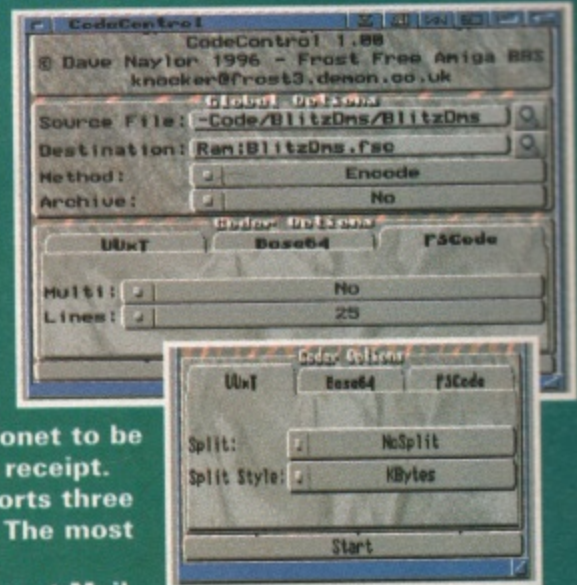 CodeControl
CodeControl 1.00
© Dave Naylor 1996 - Frost Free Amiga BBS
knocker@frost3.demon.co.uk
Global Options
Source File: -Code/BlitzDms/BlitzDms
Destination: Ram:BlitzDms.fsc
Method: Encode
Archive: No
Coder Options
UUxT Base64 FSCode
Multi: No
Lines: 25
Coder Options
UUxT Base64 FSCode
Split: NoSplit
Split Style: KBytes
Start
onet to be
receipt.
orts three
The most